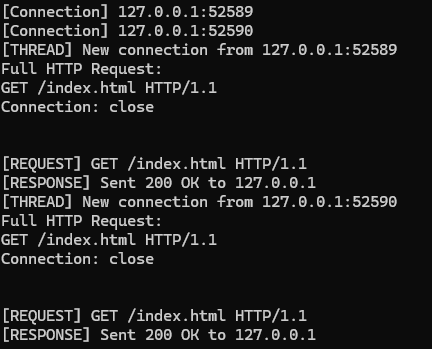 [Connection] 127.0.0.1:52589
[Connection] 127.0.0.1:52590
[THREAD] New connection from 127.0.0.1:52589
Full HTTP Request:
GET /index.html HTTP/1.1
Connection: close
[REQUEST] GET /index.html HTTP/1.1
[RESPONSE] Sent 200 OK to 127.0.0.1
[THREAD] New connection from 127.0.0.1:52590
Full HTTP Request:
GET /index.html HTTP/1.1
Connection: close
[REQUEST] GET /index.html HTTP/1.1
[RESPONSE] Sent 200 OK to 127.0.0.1